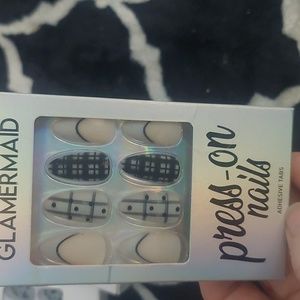 GLAMERMAID
press-on
nails
ADHESIVE TABS